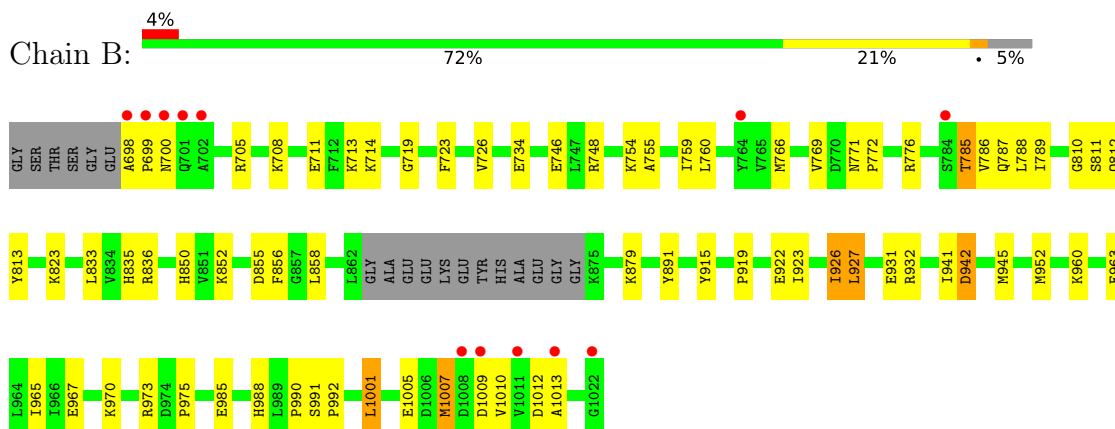 4%
Chain B:
72% 21% • 5%
GLY SER THR SER GLY GLU A698 P699 N700 Q701 A702 R705 K708 E711 F712 K713 K714 G719 F723 V726 E734 E746 L747 R748 K754 A755 I759 L760 Y764 V765 M766 V769 D770 N771 P772 R776 S784 T785 V786 Q787 L788 I789 G810 S811
Y813 K823 L833 V834 H835 R836 H850 V851 K852 D855 F856 G857 L858 L862 GLY ALA GLU GLU LYS GLU TYR HIS ALA GLU GLY GLY K875 K879 Y891 Y915 P919 E922 I923 I926 L927 E931 R932 I941 D942 M945 M952 K960
L964 I965 I966 E967 K970 R973 D974 P975 E985 H988 L989 P990 S991 P992 L1001 E1005 D1006 M1007 D1008 D1009 V1010 V1011 D1012 A1013 G1022